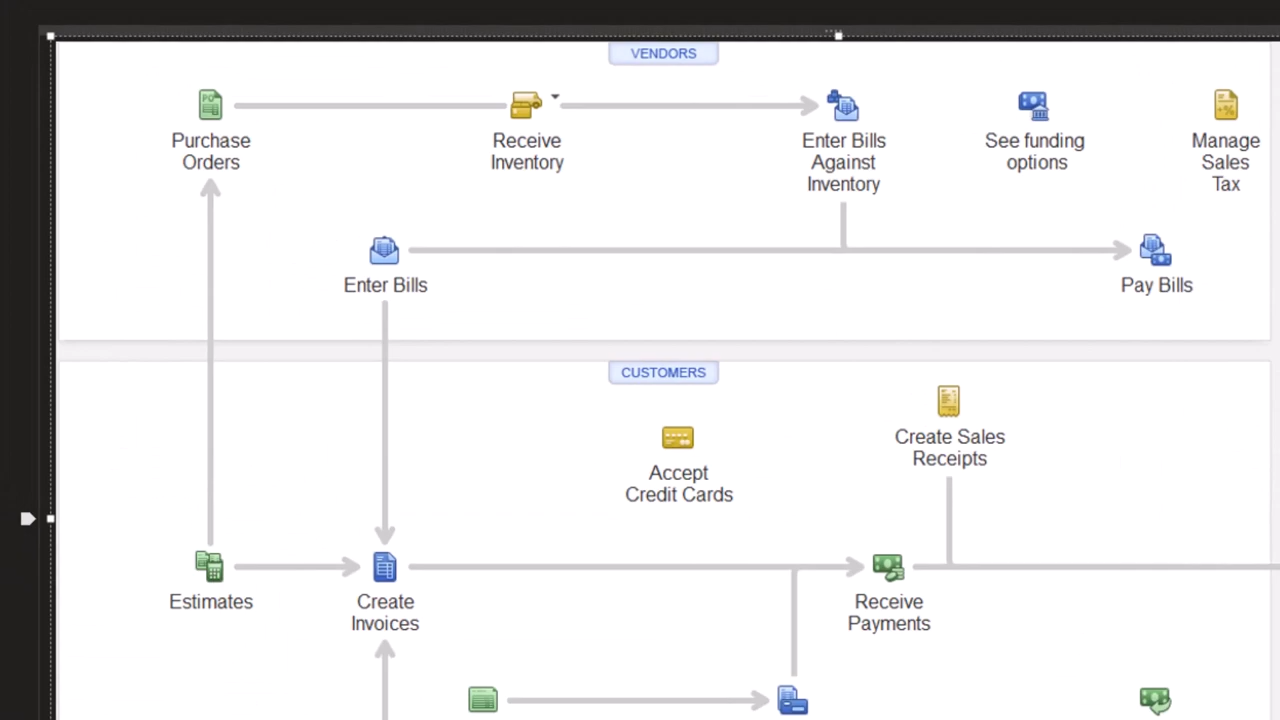 VENDORS
Purchase
Orders
Receive
Inventory
Enter Bills
Against
Inventory
See funding
options
Manage
Sales
Tax
Enter Bills
Pay Bills
CUSTOMERS
Create Sales
Receipts
Accept
Credit Cards
Estimates
Create
Invoices
Receive
Payments